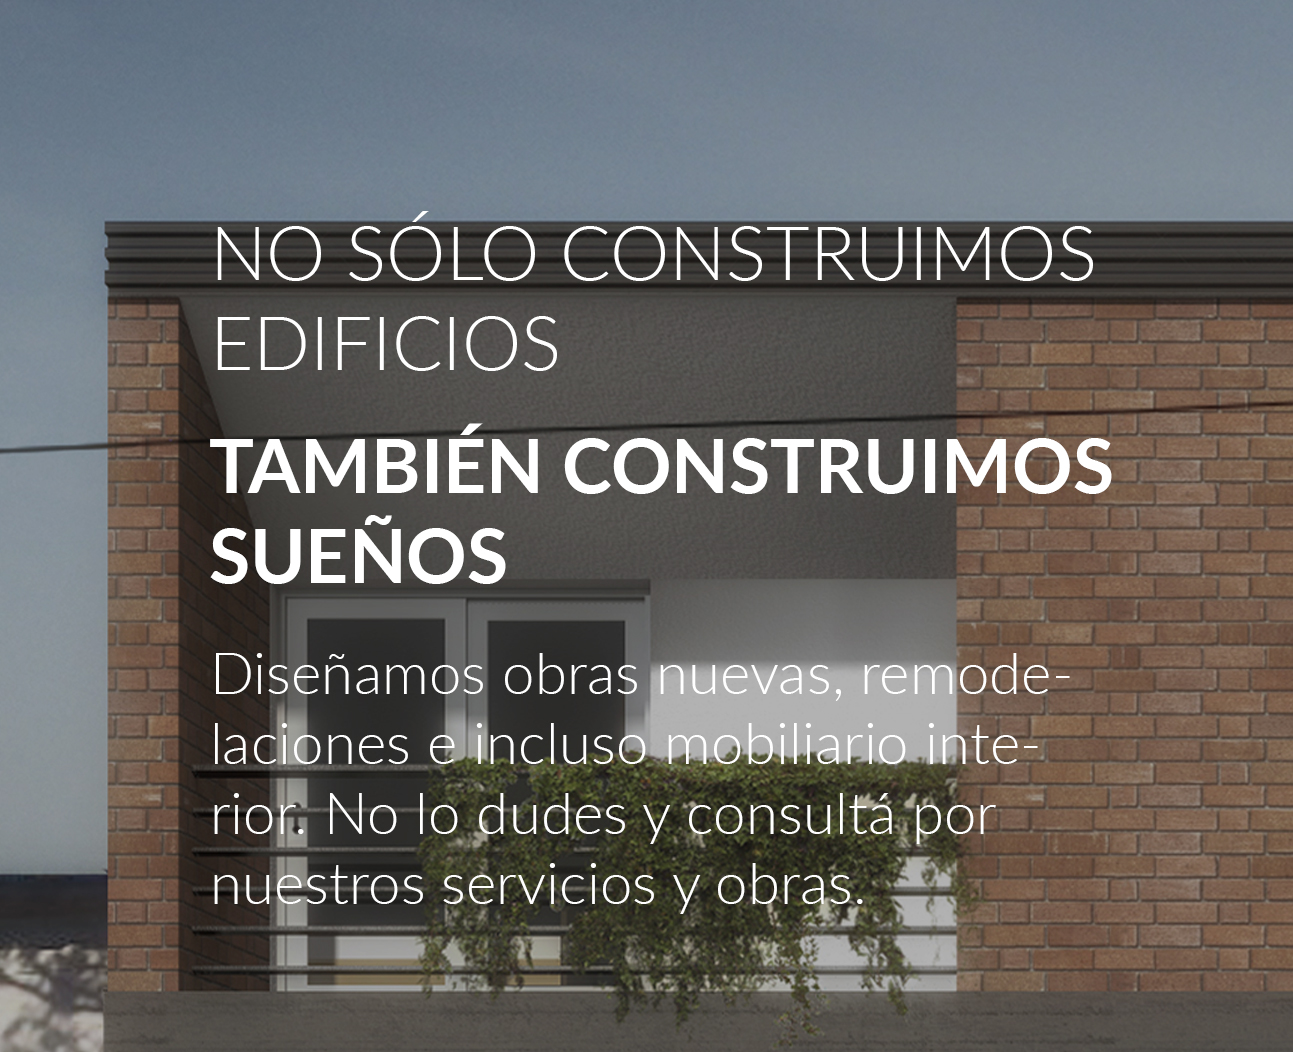 NO SÓLO CONSTRUIMOS
EDIFICIOS
TAMBIÉN CONSTRUIMOS
SUEÑOS
Diseñamos obras nuevas, remode-
laciones e incluso mobiliario inte-
rior. No lo dudes y consultá por
nuestros servicios y obras.